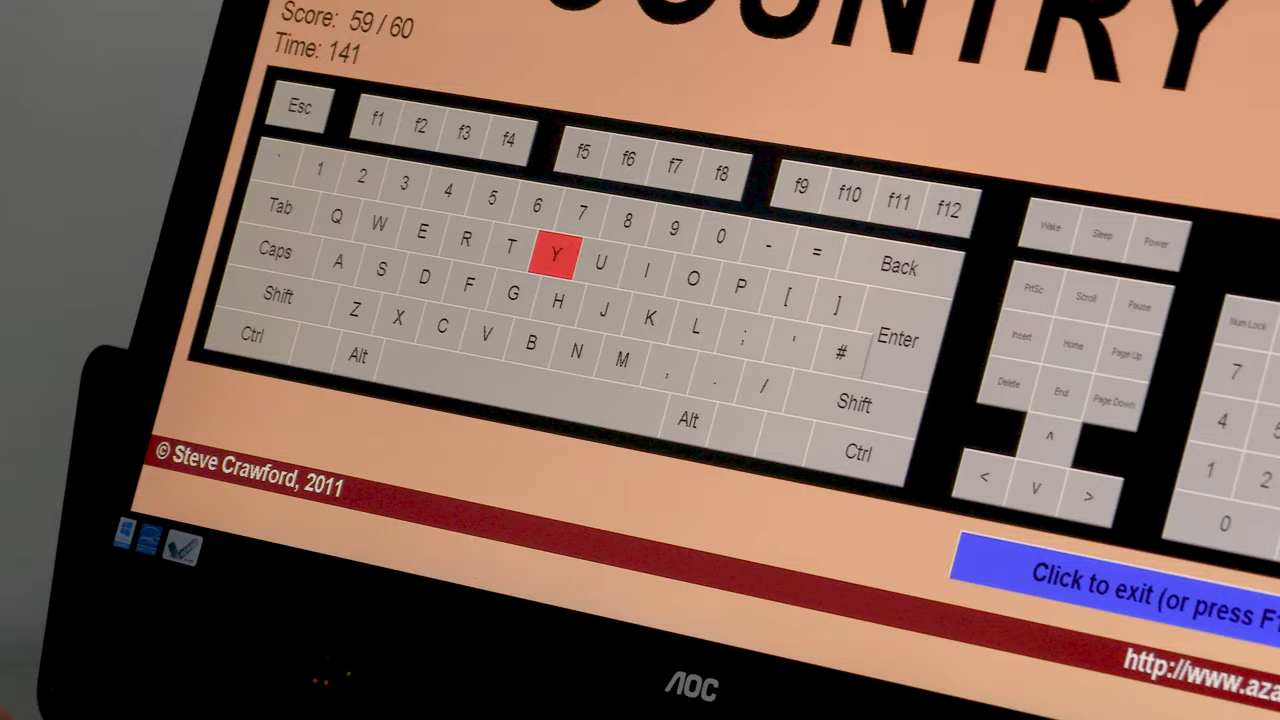 COUNTRY
Score: 59 / 60
Time: 141
Esc f1 f2 f3 f4 f5 f6 f7 f8 f9 f10 f11 f12
` 1 2 3 4 5 6 7 8 9 0 - = Back
Tab Q W E R T Y U I O P [ ] Enter
Caps A S D F G H J K L ; ' #
Shift Z X C V B N M , . / Shift
Ctrl Alt Alt Ctrl
Wake Sleep Power
PrtSc Scroll Pause
Insert Home Page Up
Delete End Page Down
^
< v >
Num Lock
7
4 5
1 2
0
© Steve Crawford, 2011
Click to exit (or press F1
http://www.aza
AOC